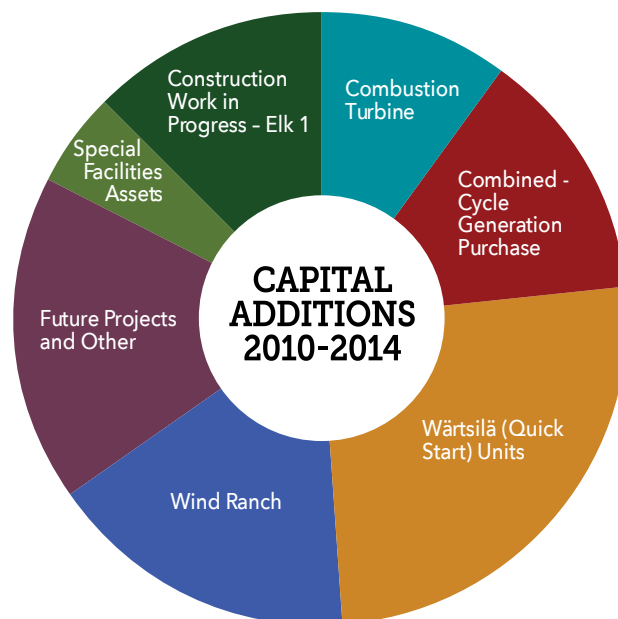 Construction
Work in
Progress – Elk 1
Combustion
Turbine
Special
Facilities
Assets
Combined -
Cycle
Generation
Purchase
CAPITAL
ADDITIONS
2010-2014
Future Projects
and Other
Wärtsilä (Quick
Start) Units
Wind Ranch